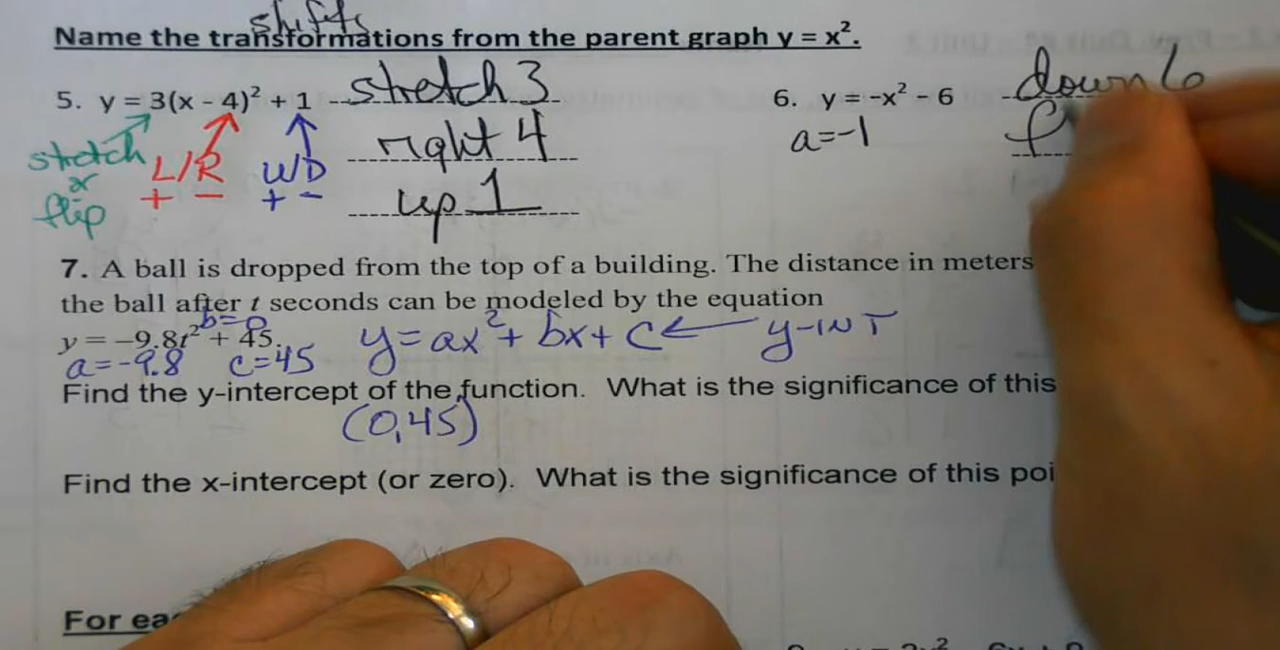 shifts
Name the transformations from the parent graph y = x².
5. y = 3(x - 4)² + 1 stretch 3
6. y = -x² - 6 down 6
stretch or flip
L/R
+ -
U/D
+ -
right 4
up 1
a=-1
f
7. A ball is dropped from the top of a building. The distance in meters
the ball after t seconds can be modeled by the equation
b=0
y = −9.8t² + 45.
a=-9.8 c=45
y=ax²+bx+c ← y-INT
Find the y-intercept of the function. What is the significance of this
(0,45)
Find the x-intercept (or zero). What is the significance of this poi
For ea